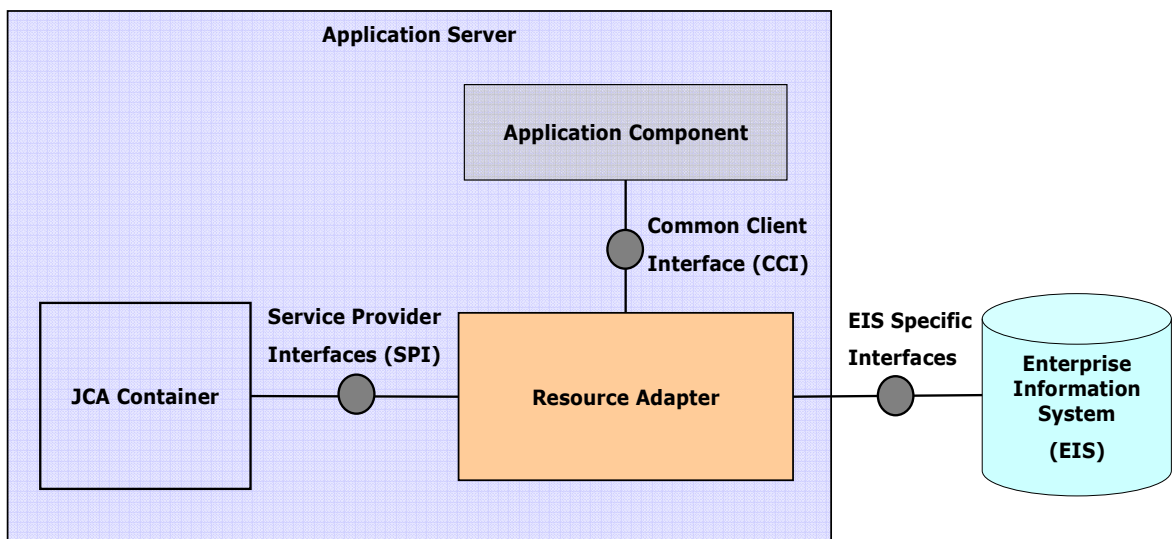 Application Server
Application Component
Common Client
Interface (CCI)
Service Provider
Interfaces (SPI)
EIS Specific
Interfaces
JCA Container
Resource Adapter
Enterprise
Information
System
(EIS)